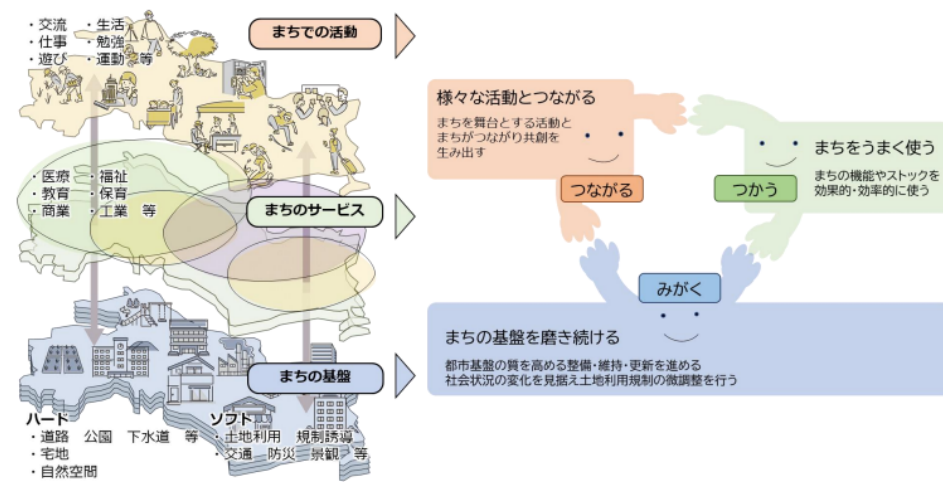 ・交流　・生活
・仕事　・勉強
・遊び　・運動　等
まちでの活動
・医療　・福祉
・教育　・保育
・商業　・工業　等
まちのサービス
まちの基盤
ハード
・道路　公園　下水道　等
・宅地
・自然空間
ソフト
・土地利用　規制誘導
・交通　防災　景観　等
様々な活動とつながる
まちを舞台とする活動と
まちがつながり共創を
生み出す
つながる
まちをうまく使う
まちの機能やストックを
効果的・効率的に使う
つかう
みがく
まちの基盤を磨き続ける
都市基盤の質を高める整備・維持・更新を進める
社会状況の変化を見据え土地利用規制の微調整を行う